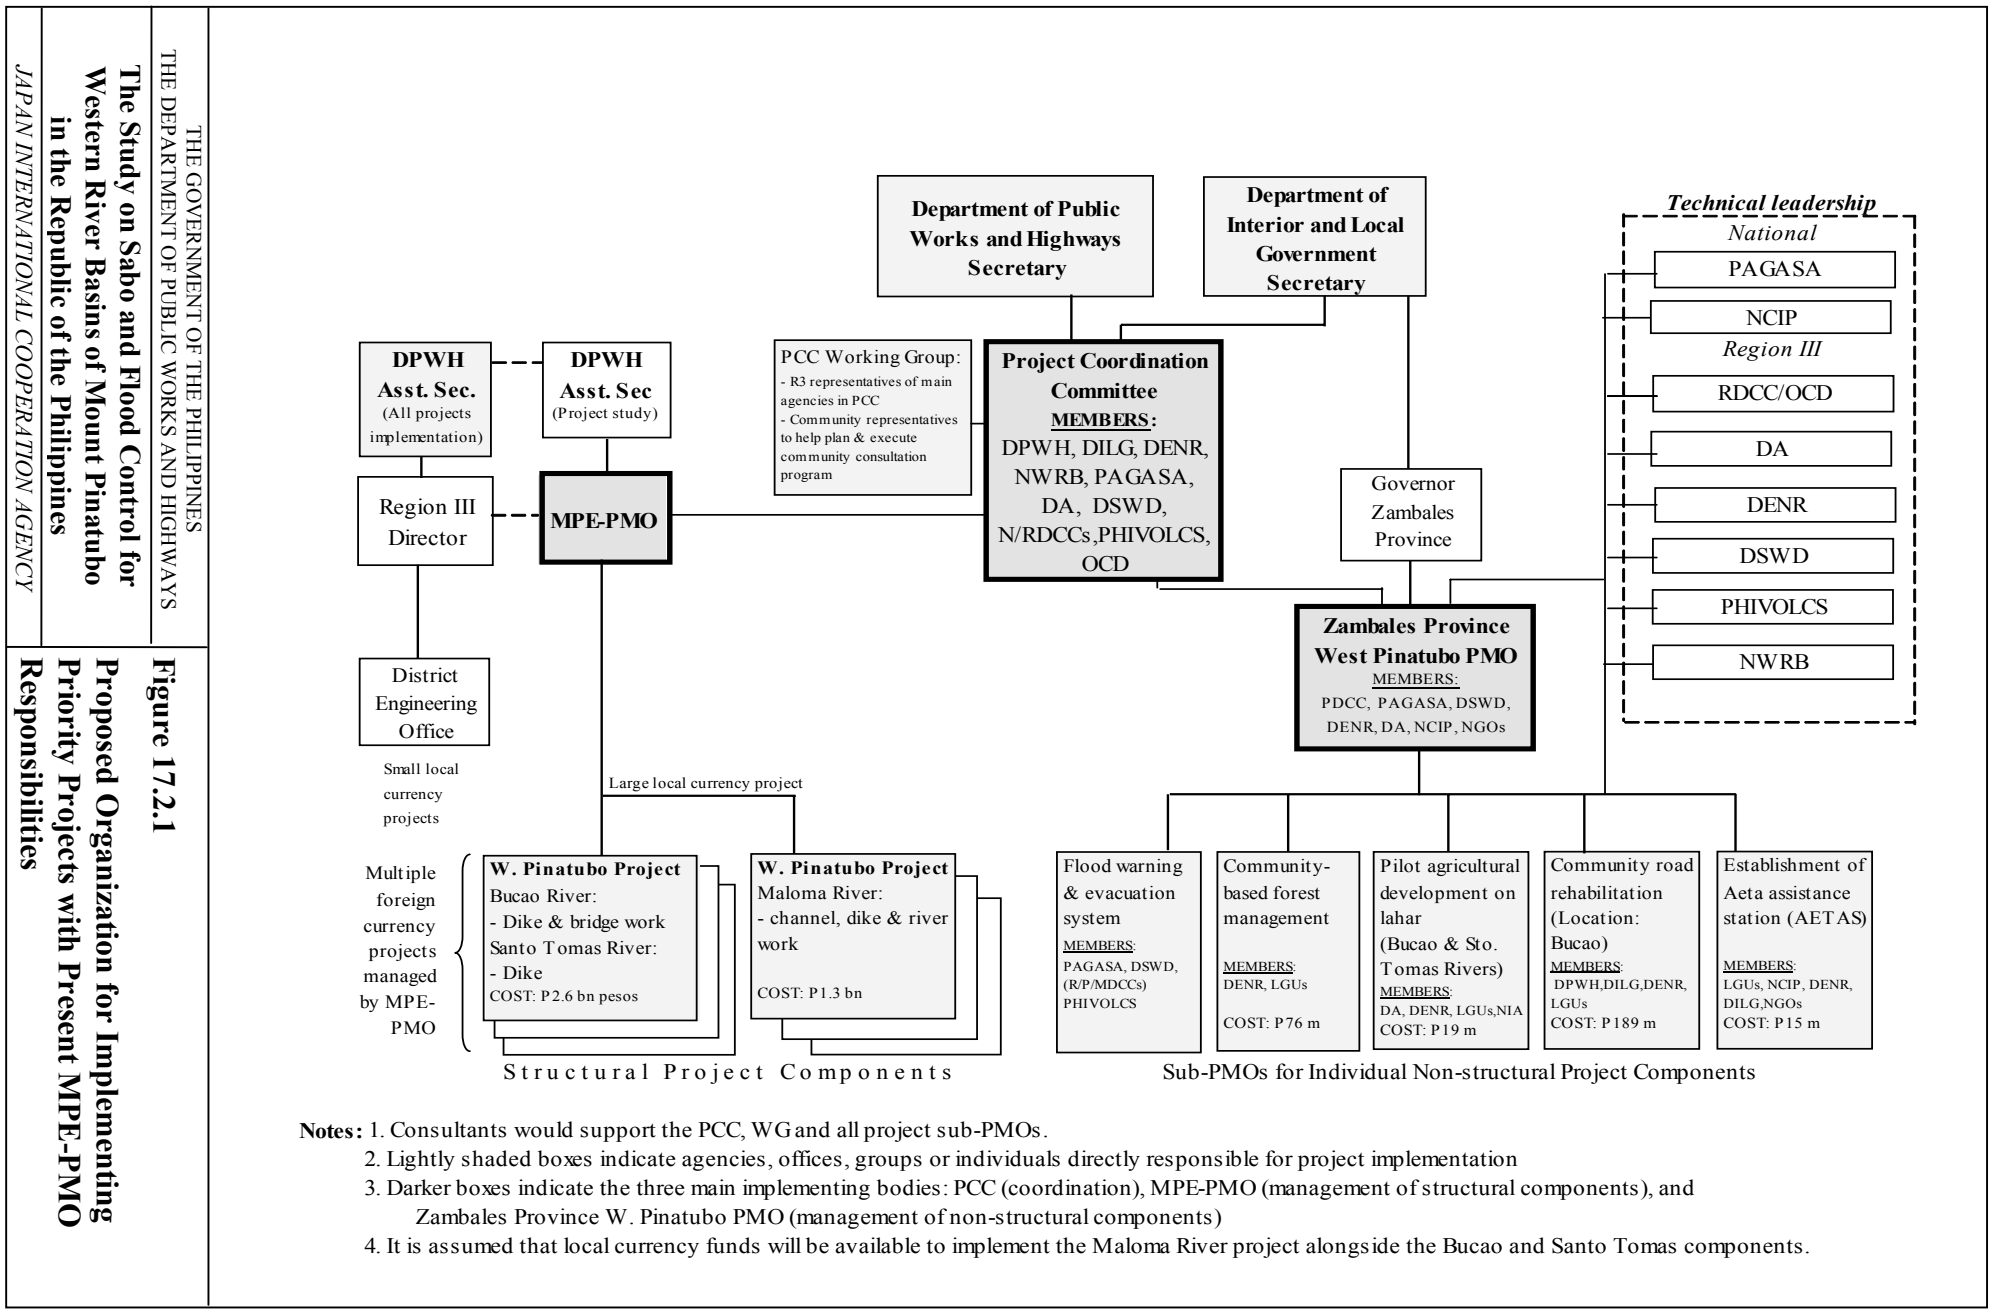 THE GOVERNMENT OF THE PHILIPPINES
THE DEPARTMENT OF PUBLIC WORKS AND HIGHWAYS
The Study on Sabo and Flood Control for
Western River Basins of Mount Pinatubo
in the Republic of the Philippines
JAPAN INTERNATIONAL COOPERATION AGENCY
Figure 17.2.1
Proposed Organization for Implementing
Priority Projects with Present MPE-PMO
Responsibilities
Department of Public
Works and Highways
Secretary
Department of
Interior and Local
Government
Secretary
Technical leadership
National
PAGASA
NCIP
Region III
RDCC/OCD
DA
DENR
DSWD
PHIVOLCS
NWRB
DPWH
Asst. Sec.
(All projects
implementation)
DPWH
Asst. Sec
(Project study)
PCC Working Group:
- R3 representatives of main
agencies in PCC
- Community representatives
to help plan & execute
community consultation
program
Project Coordination
Committee
MEMBERS:
DPWH, DILG, DENR,
NWRB, PAGASA,
DA, DSWD,
N/RDCCs,PHIVOLCS,
OCD
Region III
Director
MPE-PMO
Governor
Zambales
Province
Zambales Province
West Pinatubo PMO
MEMBERS:
PDCC, PAGASA, DSWD,
DENR, DA, NCIP, NGOs
District
Engineering
Office
Small local
currency
projects
Large local currency project
Multiple
foreign
currency
projects
managed
by MPE-
PMO
W. Pinatubo Project
Bucao River:
- Dike & bridge work
Santo Tomas River:
- Dike
COST: P2.6 bn pesos
W. Pinatubo Project
Maloma River:
- channel, dike & river
work
COST: P1.3 bn
Structural Project Components
Flood warning
& evacuation
system
MEMBERS:
PAGASA, DSWD,
(R/P/MDCCs)
PHIVOLCS
Community-
based forest
management
MEMBERS:
DENR, LGUs
COST: P76 m
Pilot agricultural
development on
lahar
(Bucao & Sto.
Tomas Rivers)
MEMBERS:
DA, DENR, LGUs,NIA
COST: P19 m
Community road
rehabilitation
(Location:
Bucao)
MEMBERS:
DPWH,DILG,DENR,
LGUs
COST: P189 m
Establishment of
Aeta assistance
station (AETAS)
MEMBERS:
LGUs, NCIP, DENR,
DILG,NGOs
COST: P15 m
Sub-PMOs for Individual Non-structural Project Components
Notes: 1. Consultants would support the PCC, WG and all project sub-PMOs.
2. Lightly shaded boxes indicate agencies, offices, groups or individuals directly responsible for project implementation
3. Darker boxes indicate the three main implementing bodies: PCC (coordination), MPE-PMO (management of structural components), and
Zambales Province W. Pinatubo PMO (management of non-structural components)
4. It is assumed that local currency funds will be available to implement the Maloma River project alongside the Bucao and Santo Tomas components.